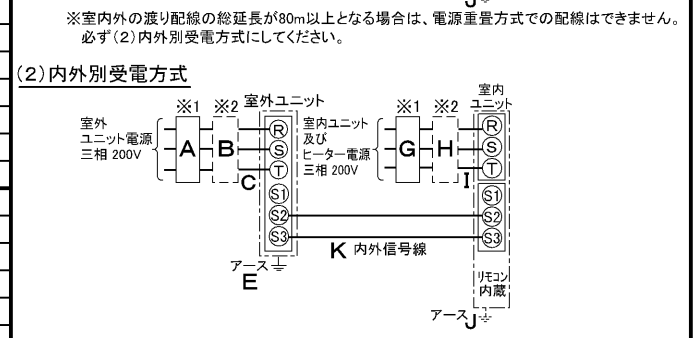 ※室内外の渡り配線の総延長が80m以上となる場合は、電源重畳方式での配線はできません。
必ず(2)内外別受電方式にしてください。
(2)内外別受電方式
※1 ※2 室外ユニット
室外
ユニット電源
三相 200V
A
B
C
R
S
T
S1
S2
S3
アース
E
※1 ※2
室内
ユニット
室内ユニット
及び
ヒーター電源
三相 200V
G
H
I
R
S
T
S1
S2
S3
K 内外信号線
リモコン
内蔵
アース J